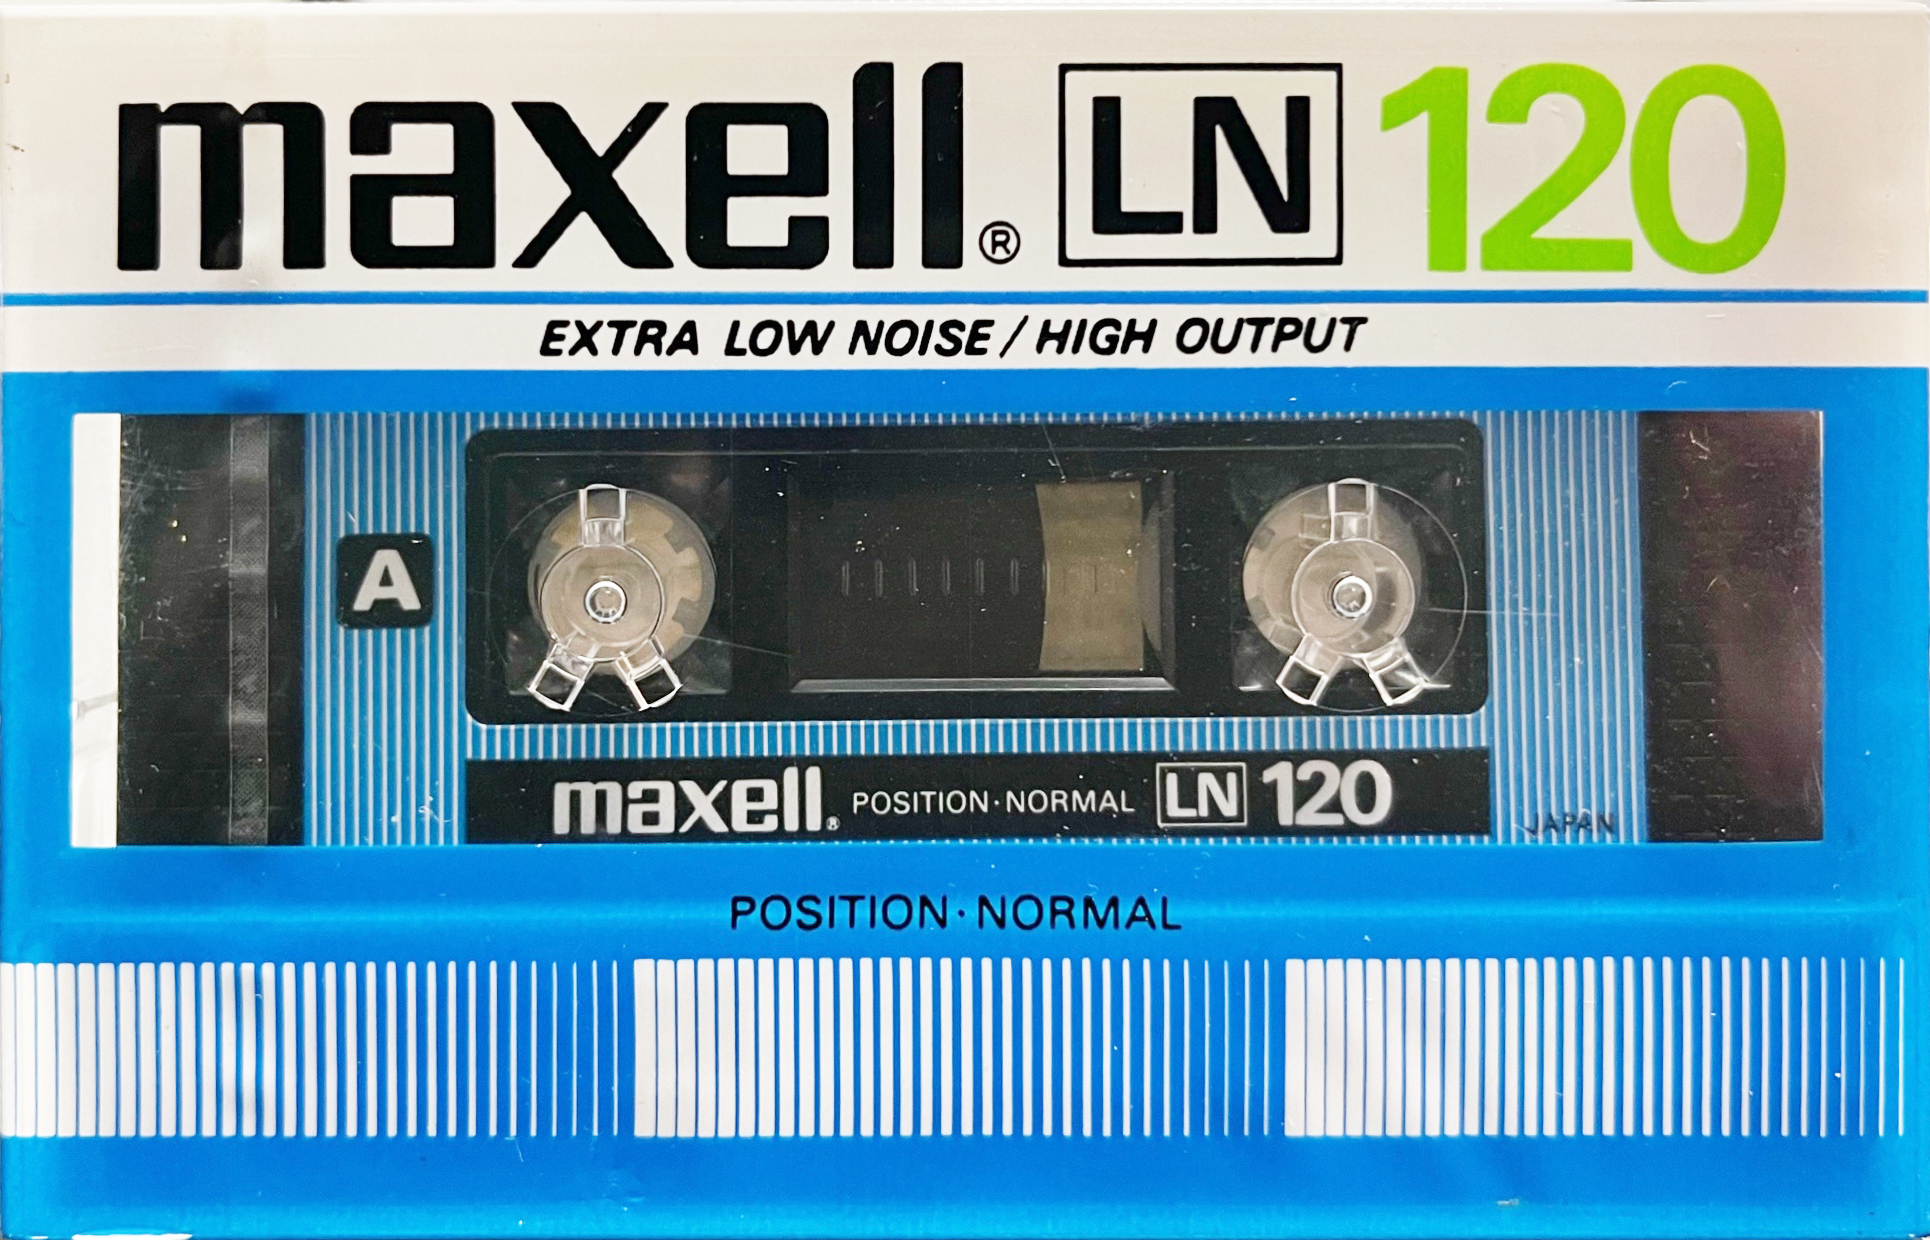 maxell® LN 120
EXTRA LOW NOISE / HIGH OUTPUT
A
maxell® POSITION·NORMAL LN 120
JAPAN
POSITION·NORMAL